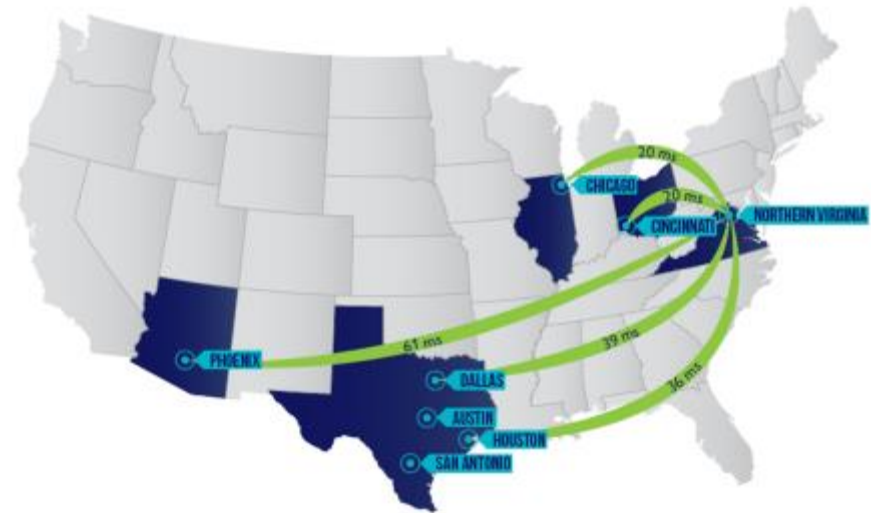 20 ms
CHICAGO
20 ms
CINCINNATI
NORTHERN VIRGINIA
61 ms
39 ms
PHOENIX
DALLAS
36 ms
AUSTIN
HOUSTON
SAN ANTONIO